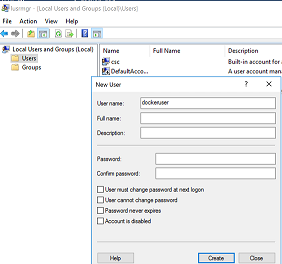 lusrmgr - [Local Users and Groups (Local)\Users]
File Action View Help
Local Users and Groups (Local)
Users
Groups
Name Full Name Description
csc Built-in account for
DefaultAcco... A user account man
New User ? ×
User name: dockeruser
Full name:
Description:
Password:
Confirm password:
User must change password at next logon
User cannot change password
Password never expires
Account is disabled
Help Create Close